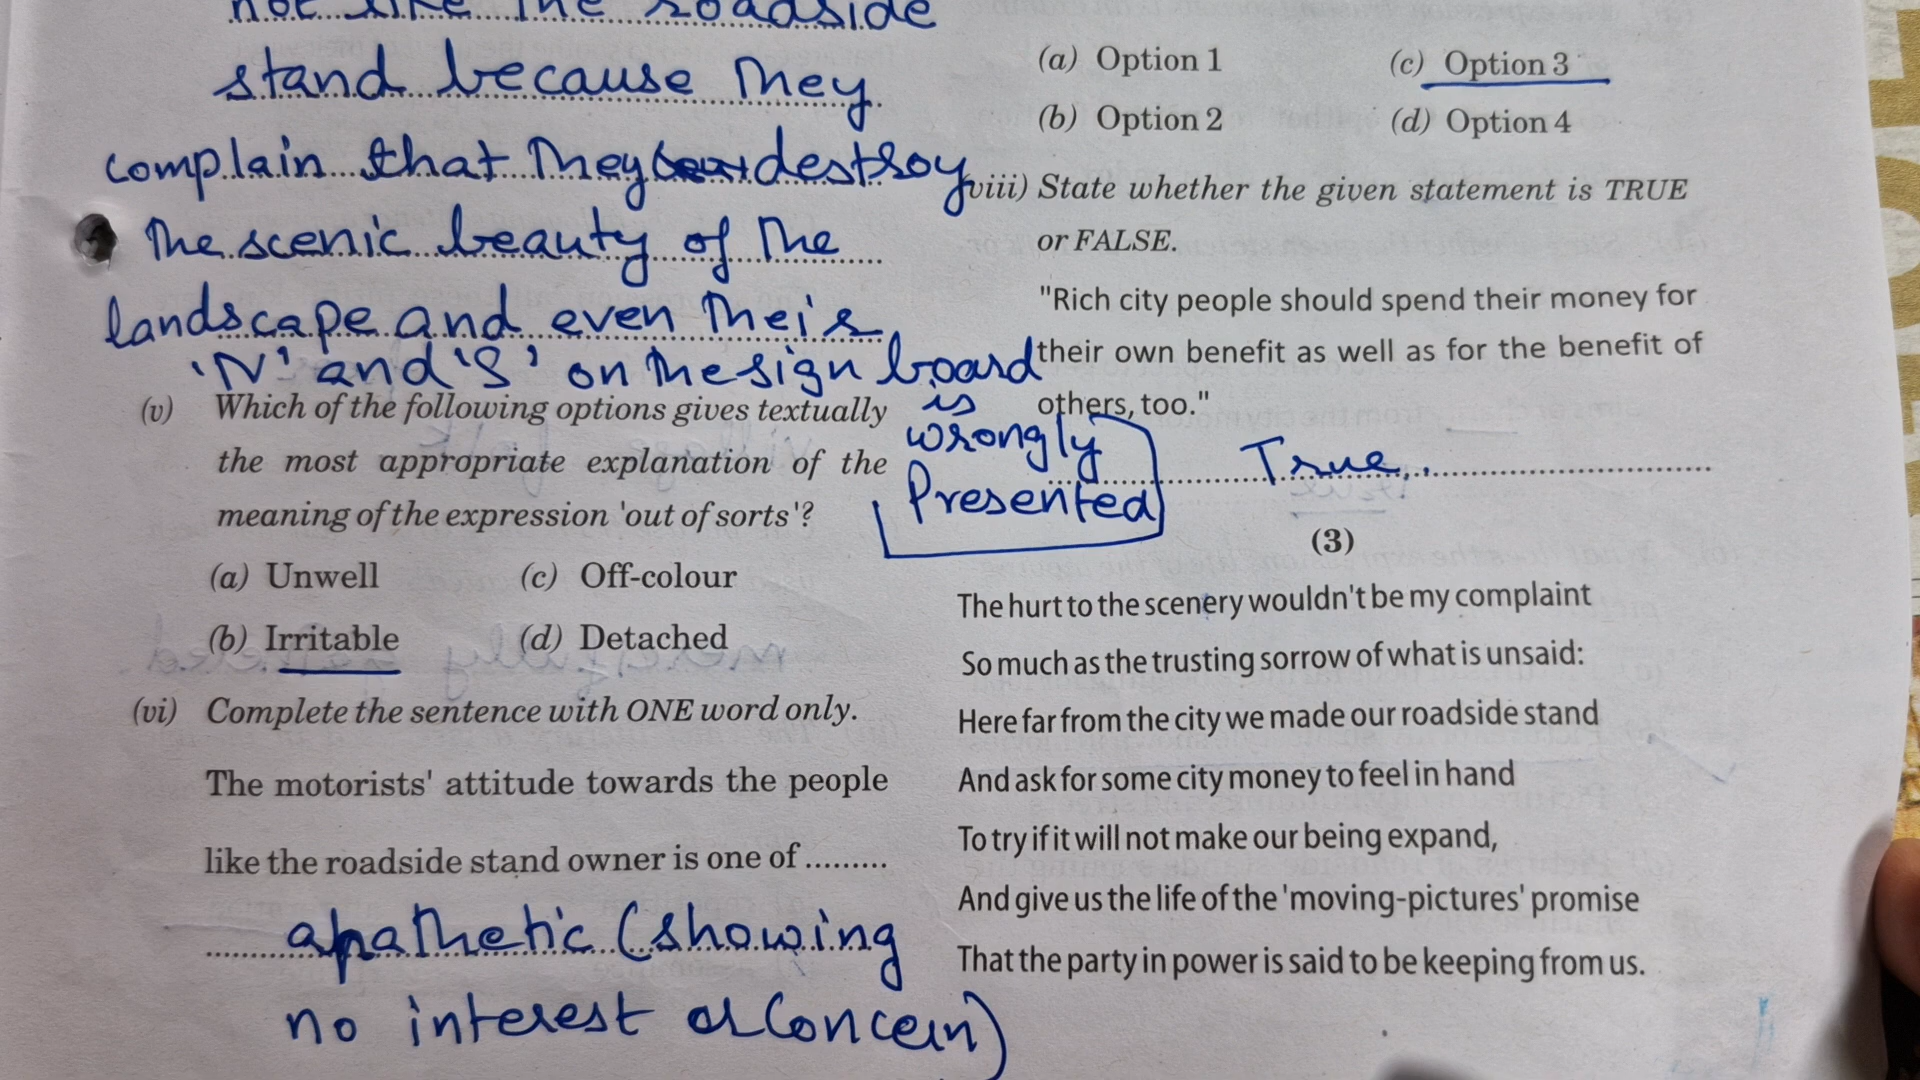 not like the roadside
stand because they
complain that they destroy
the scenic beauty of the
landscape and even their
'N' and 'S' on the sign board
is
wrongly
Presented
(v) Which of the following options gives textually
the most appropriate explanation of the
meaning of the expression 'out of sorts'?
(a) Unwell (c) Off-colour
(b) Irritable (d) Detached
(vi) Complete the sentence with ONE word only.
The motorists' attitude towards the people
like the roadside stand owner is one of .........
apathetic (showing
no interest or concern)
(a) Option 1 (c) Option 3
(b) Option 2 (d) Option 4
viii) State whether the given statement is TRUE
or FALSE.
"Rich city people should spend their money for
their own benefit as well as for the benefit of
others, too."
True
(3)
The hurt to the scenery wouldn't be my complaint
So much as the trusting sorrow of what is unsaid:
Here far from the city we made our roadside stand
And ask for some city money to feel in hand
To try if it will not make our being expand,
And give us the life of the 'moving-pictures' promise
That the party in power is said to be keeping from us.